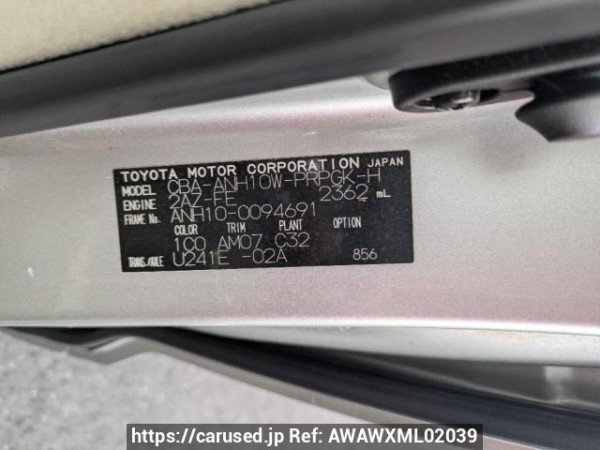 TOYOTA MOTOR CORPORATION JAPAN
MODEL CBA-ANH10W-PRPGK-H
ENGINE 2AZ-FE 2362 mL
FRAME No. ANH10-0094691
COLOR TRIM PLANT OPTION
1C0 AM07 C32
TRANS./AXLE U241E -02A 856
https://carused.jp Ref No: AWAWXML02039